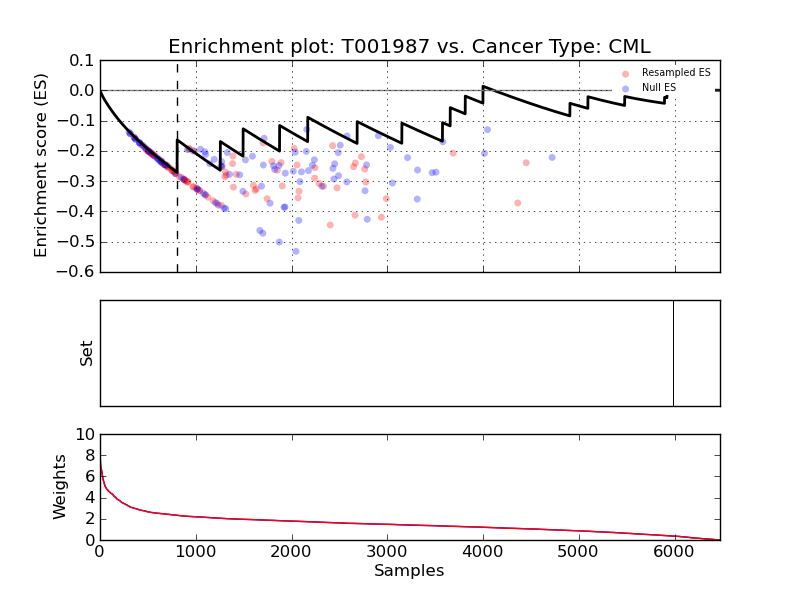 Enrichment plot: T001987 vs. Cancer Type: CML
Enrichment score (ES)
0.1
0.0
−0.1
−0.2
−0.3
−0.4
−0.5
−0.6
Resampled ES
Null ES
Set
Weights
10
8
6
4
2
0
0 1000 2000 3000 4000 5000 6000
Samples